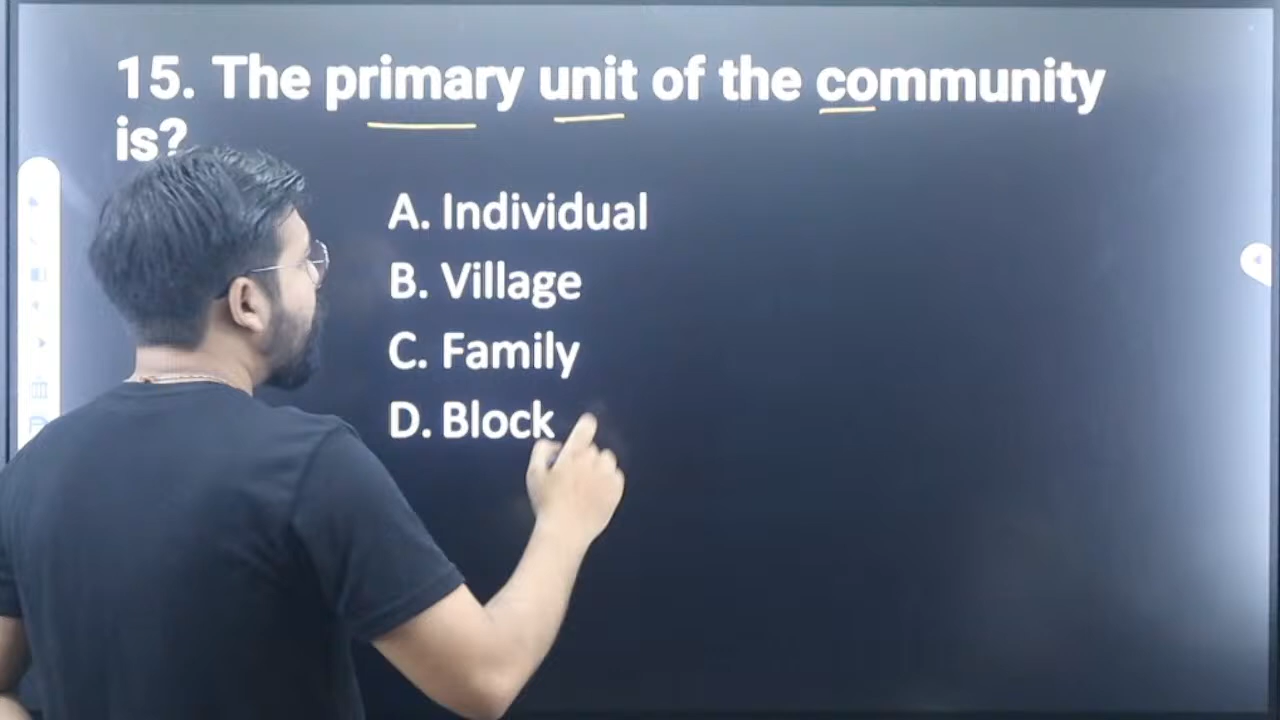 15. The primary unit of the community
is?
A. Individual
B. Village
C. Family
D. Block